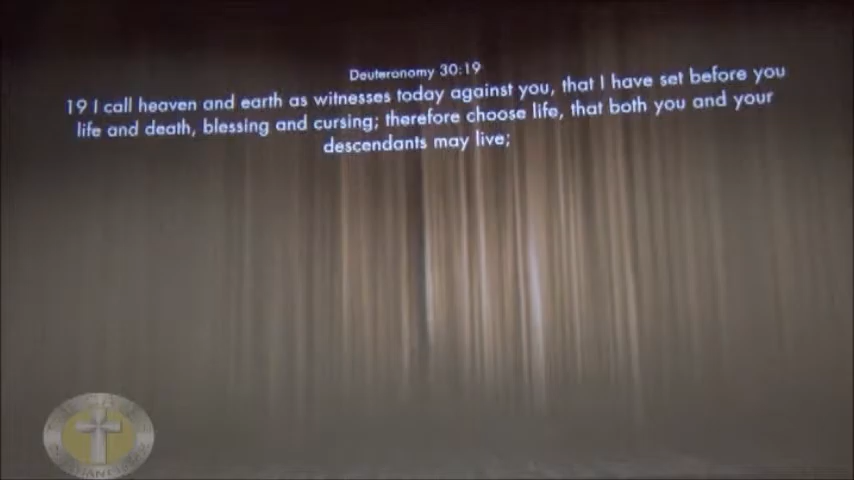 Deuteronomy 30:19
19 I call heaven and earth as witnesses today against you, that I have set before you
life and death, blessing and cursing; therefore choose life, that both you and your
descendants may live;